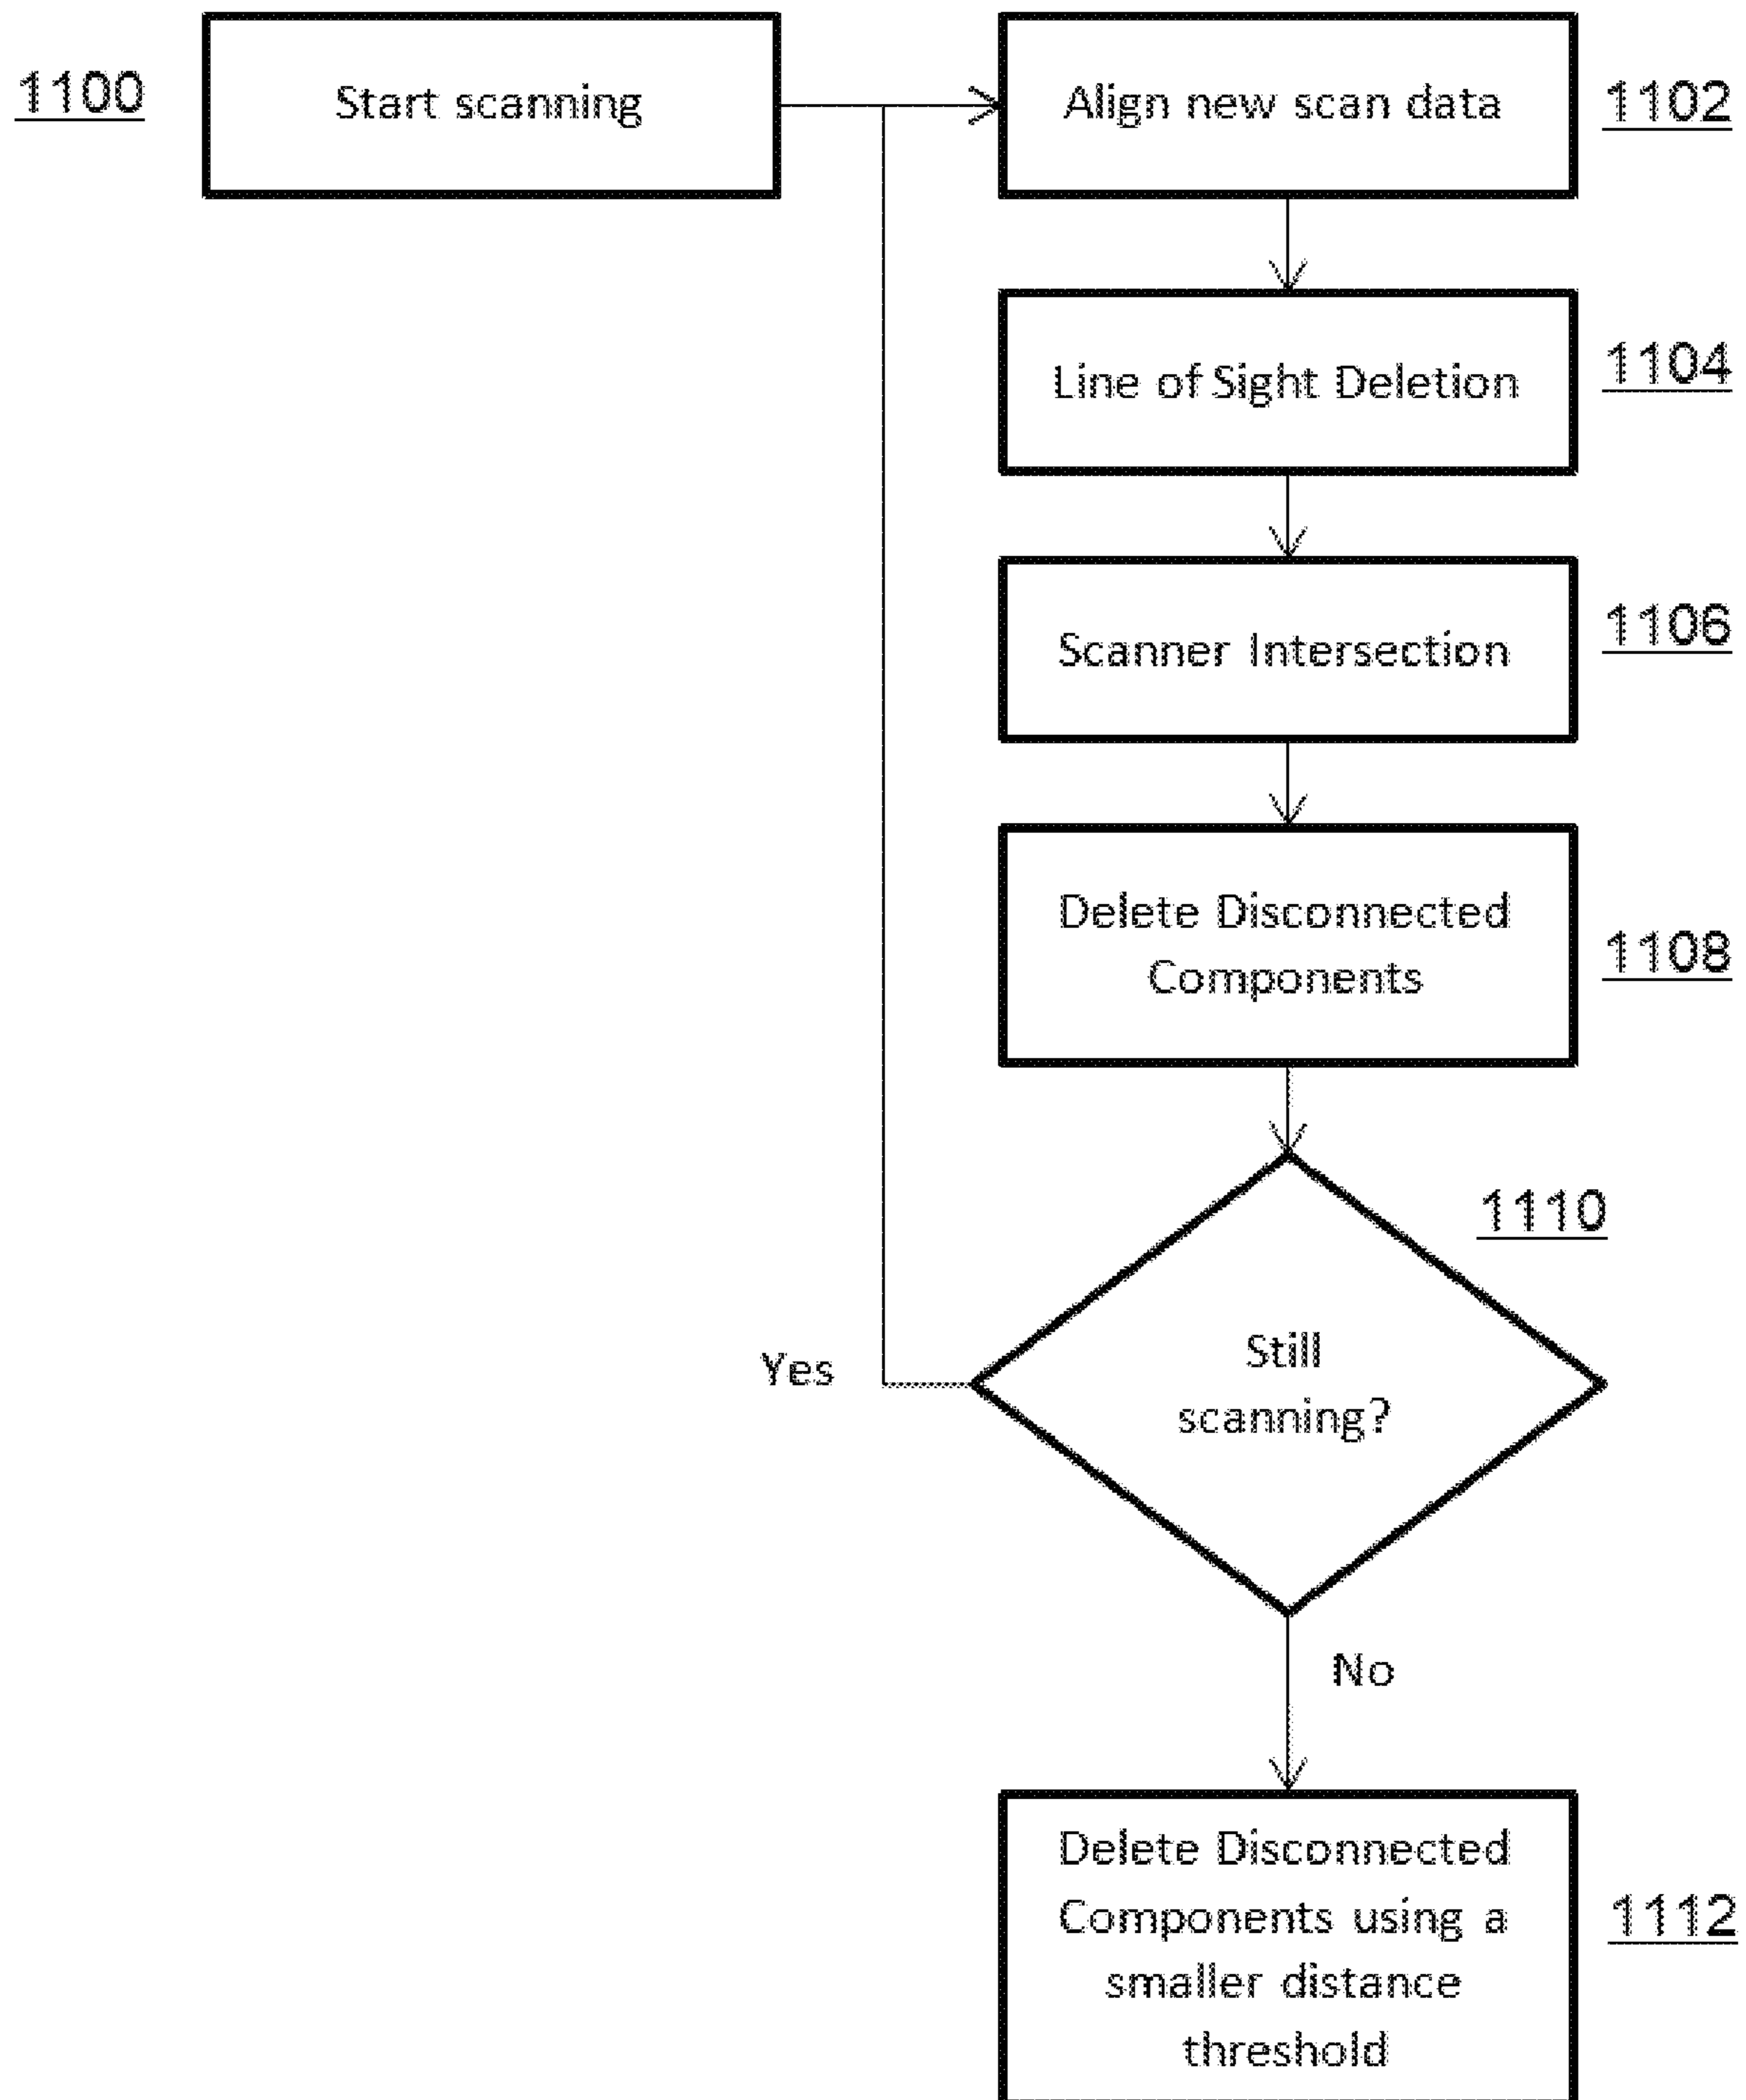 1100
Start scanning
Align new scan data
1102
Line of Sight Deletion
1104
Scanner Intersection
1106
Delete Disconnected
Components
1108
1110
Still
scanning?
Yes
No
Delete Disconnected
Components using a
smaller distance
threshold
1112